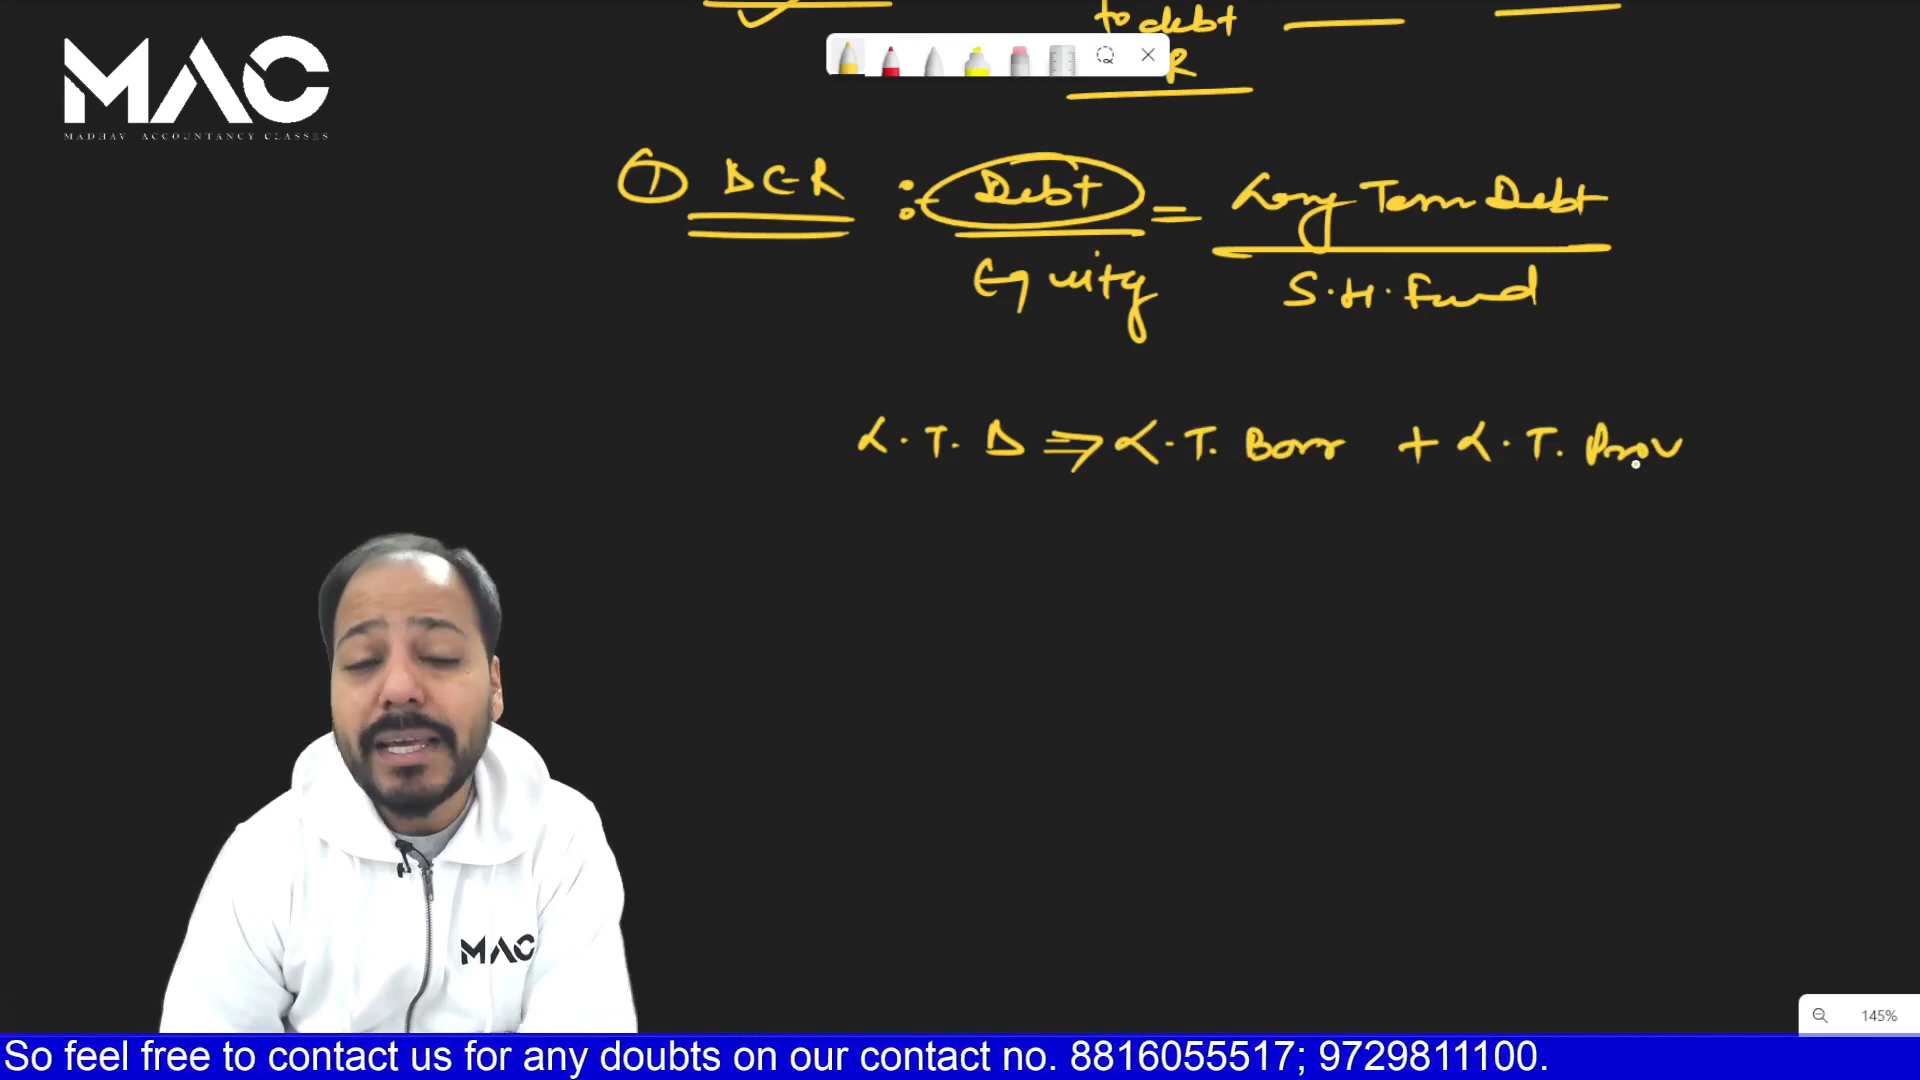 to debt
R
MAC
MADHAV ACCOUNTANCY CLASSES
① DER : Debt / Equity = Long Term Debt / S.H. Fund
L.T. D ⇒ L.T. Borr + L.T. Prov
MAC
145%
So feel free to contact us for any doubts on our contact no. 8816055517; 9729811100.